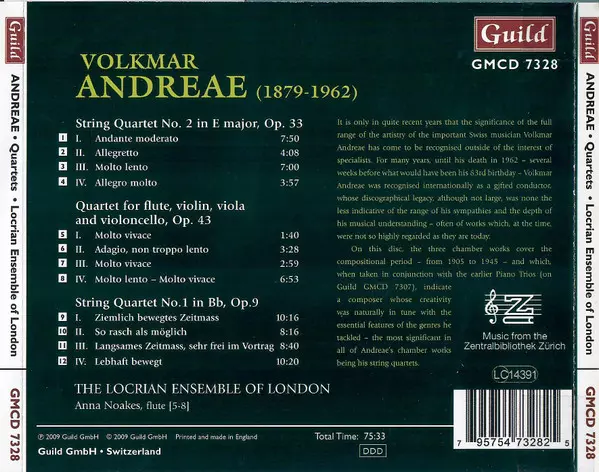 Guild
ANDREAE • Quartets • Locrian Ensemble of London
GMCD 7328
VOLKMAR
ANDREAE (1879-1962)
String Quartet No. 2 in E major, Op. 33
1 I. Andante moderato 7:50
2 II. Allegretto 4:08
3 III. Molto lento 7:00
4 IV. Allegro molto 3:57
Quartet for flute, violin, viola
and violoncello, Op. 43
5 I. Molto vivace 1:40
6 II. Adagio, non troppo lento 3:28
7 III. Molto vivace 2:59
8 IV. Molto lento – Molto vivace 6:53
String Quartet No.1 in Bb, Op.9
9 I. Ziemlich bewegtes Zeitmass 10:16
10 II. So rasch als möglich 8:16
11 III. Langsames Zeitmass, sehr frei im Vortrag 8:40
12 IV. Lebhaft bewegt 10:20
THE LOCRIAN ENSEMBLE OF LONDON
Anna Noakes, flute [5-8]
℗ 2009 Guild GmbH © 2009 Guild GmbH Printed and made in England
Guild GmbH • Switzerland
Total Time: 75:33
DDD
Guild
GMCD 7328
It is only in quite recent years that the significance of the full
range of the artistry of the important Swiss musician Volkmar
Andreae has come to be recognised outside of the interest of
specialists. For many years, until his death in 1962 – several
weeks before what would have been his 83rd birthday – Volkmar
Andreae was recognised internationally as a gifted conductor,
whose discographical legacy, although not large, was none the
less indicative of the range of his sympathies and the depth of
his musical understanding – often of works which, at the time,
were not so highly regarded as they are today.
On this disc, the three chamber works cover the
compositional period – from 1905 to 1945 – and which,
when taken in conjunction with the earlier Piano Trios (on
Guild GMCD 7307), indicate
a composer whose creativity
was naturally in tune with the
essential features of the genres he
tackled – the most significant in
all of Andreae's chamber works
being his string quartets.
Z
Music from the
Zentralbibliothek Zürich
LC14391
7 95754 73282 5
Guild
ANDREAE • Quartets • Locrian Ensemble of London
GMCD 7328